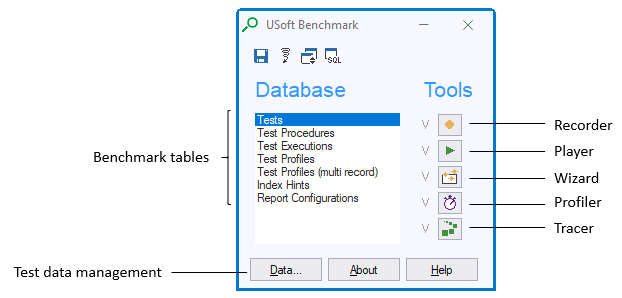 USoft Benchmark
SQL
Database
Tools
Tests
Test Procedures
Test Executions
Test Profiles
Test Profiles (multi record)
Index Hints
Report Configurations
Benchmark tables
Recorder
Player
Wizard
Profiler
Tracer
Test data management
Data...
About
Help